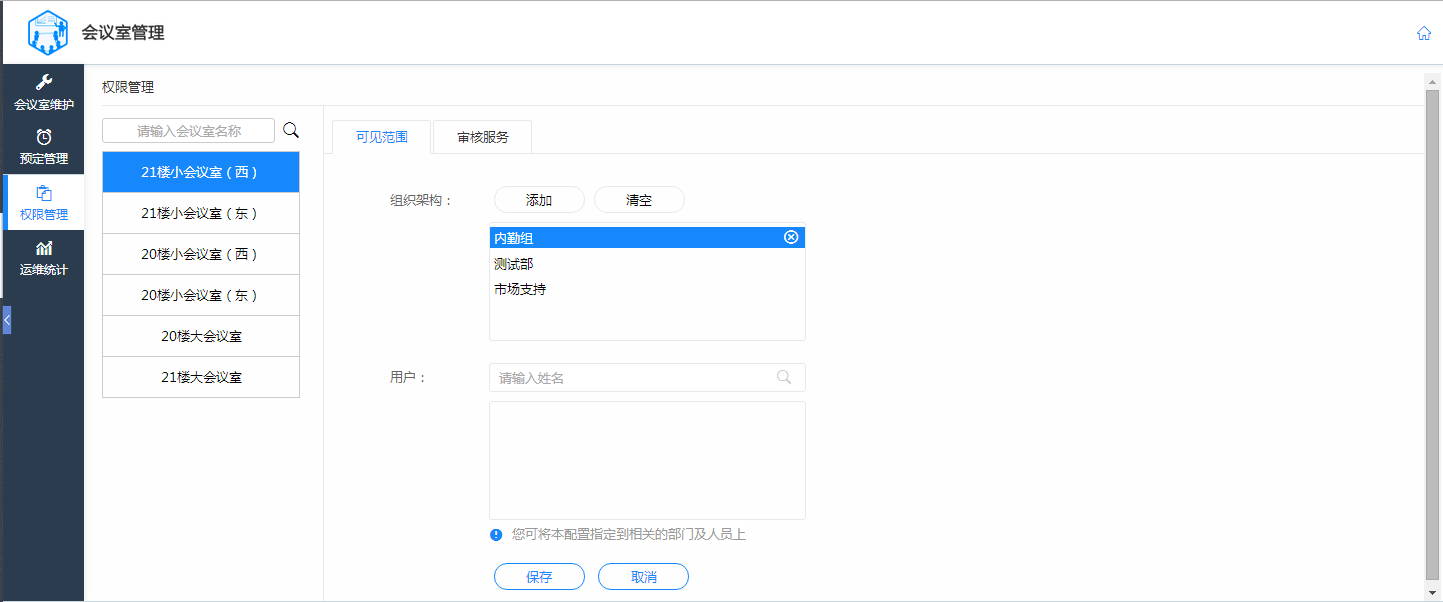 会议室管理
会议室维护
预定管理
权限管理
运维统计
权限管理
请输入会议室名称
21楼小会议室（西）
21楼小会议室（东）
20楼小会议室（西）
20楼小会议室（东）
20楼大会议室
21楼大会议室
可见范围 审核服务
组织架构： 添加 清空
内勤组
测试部
市场支持
用户： 请输入姓名
您可将本配置指定到相关的部门及人员上
保存 取消